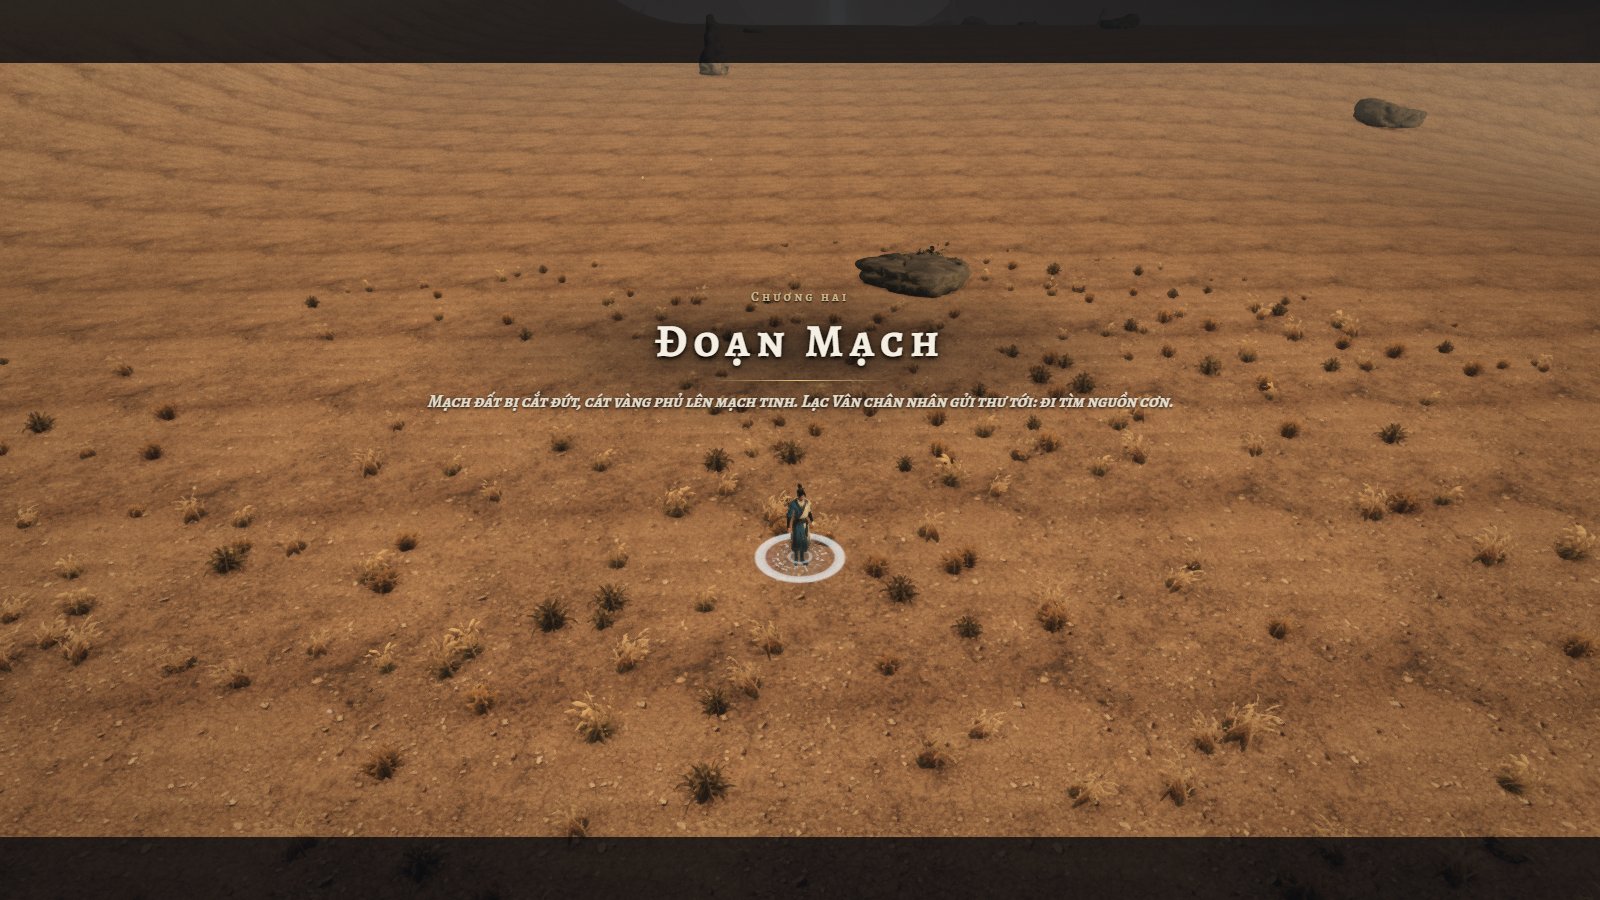 Chương hai
Đoạn Mạch
Mạch đất bị cắt đứt, cát vàng phủ lên mạch tinh. Lạc Vân chân nhân gửi thư tới: đi tìm nguồn cơn.